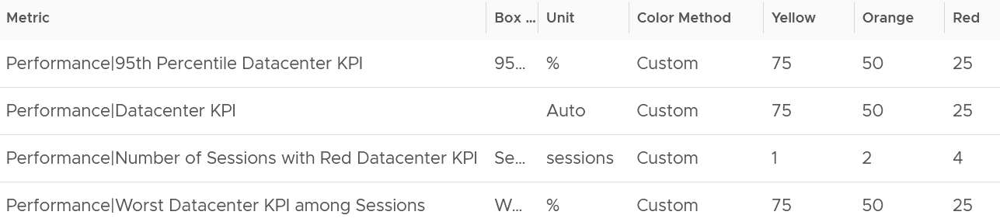 Metric Box ... Unit Color Method Yellow Orange Red
Performance|95th Percentile Datacenter KPI 95... % Custom 75 50 25
Performance|Datacenter KPI Auto Custom 75 50 25
Performance|Number of Sessions with Red Datacenter KPI Se... sessions Custom 1 2 4
Performance|Worst Datacenter KPI among Sessions W... % Custom 75 50 25